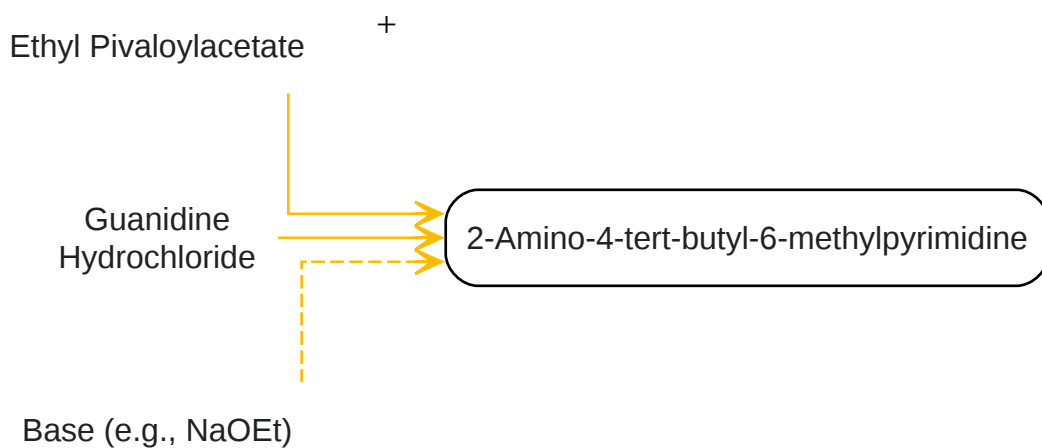 +
Ethyl Pivaloylacetate
Guanidine
Hydrochloride
2-Amino-4-tert-butyl-6-methylpyrimidine
Base (e.g., NaOEt)